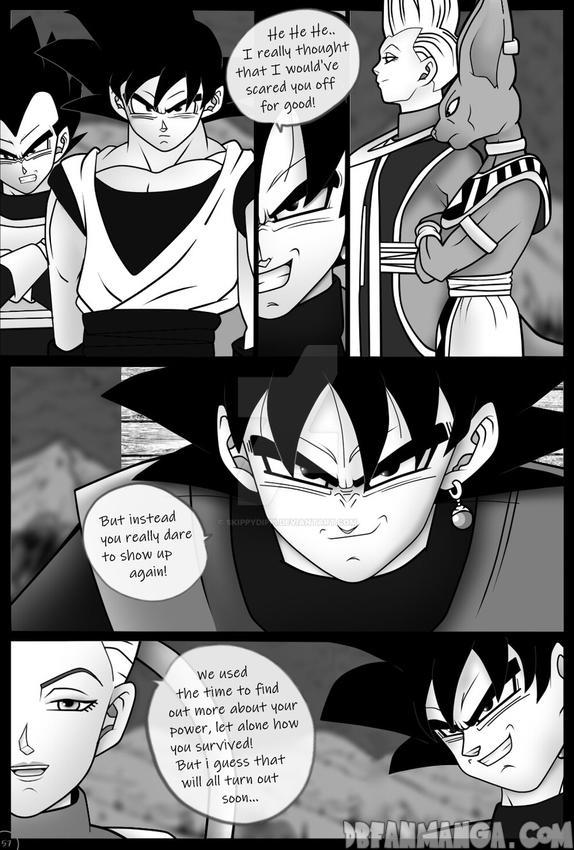 He He He..
I really thought
that I would've
scared you off
for good!
But instead
you really dare
to show up
again!
We used
the time to find
out more about your
power, let alone how
you survived!
But i guess that
will all turn out
soon...
57
DBFANMANGA.COM